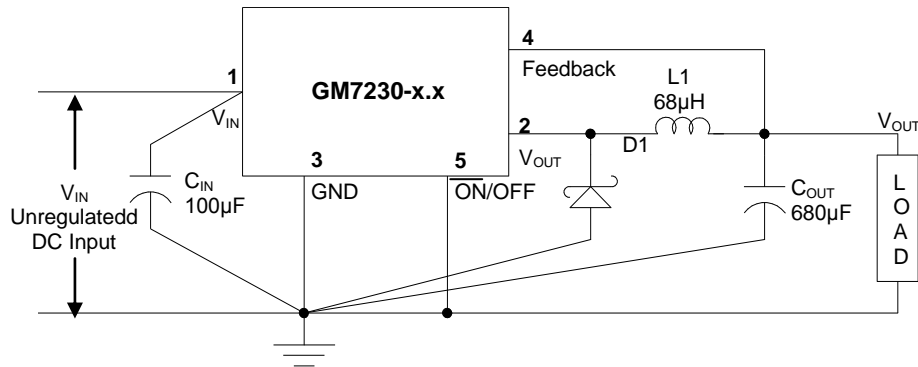 4
Feedback
L1
68µH
1
GM7230-x.x
VIN
2
VOUT
D1
VOUT
3
GND
5
ON/OFF
CIN
100µF
VIN
Unregulatedd
DC Input
COUT
680µF
LOAD